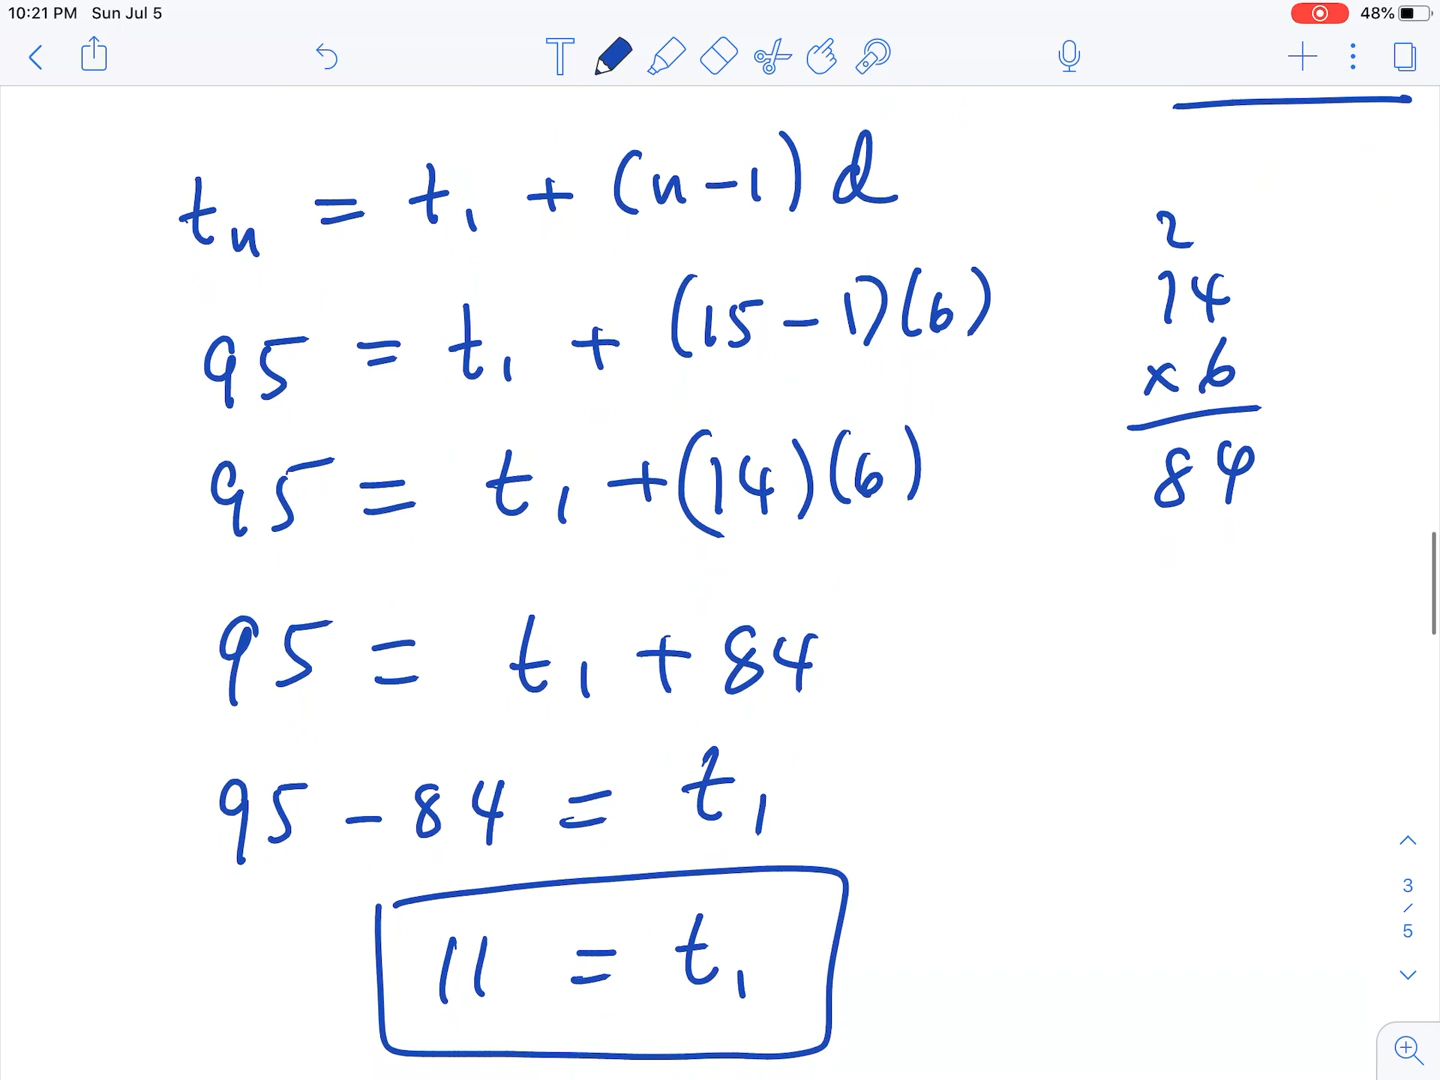 10:21 PM Sun Jul 5
48%
T
tₙ = t₁ + (n-1) d
95 = t₁ + (15-1)(6)
95 = t₁ + (14)(6)
95 = t₁ + 84
95 - 84 = t₁
11 = t₁
2
14
x 6
84
3
/
5